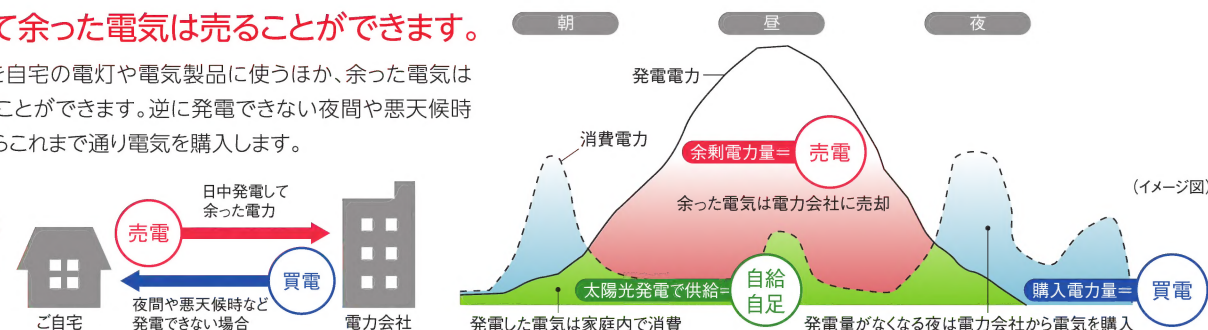 て余った電気は売ることができます。
を自宅の電灯や電気製品に使うほか、余った電気は
ことができます。逆に発電できない夜間や悪天候時
らこれまで通り電気を購入します。
日中発電して
余った電力
売電
買電
夜間や悪天候時など
発電できない場合
ご自宅
電力会社
朝
昼
夜
発電電力
消費電力
余剰電力量=
売電
余った電気は電力会社に売却
(イメージ図)
太陽光発電で供給=
自給
自足
購入電力量=
買電
発電した電気は家庭内で消費
発電量がなくなる夜は電力会社から電気を購入